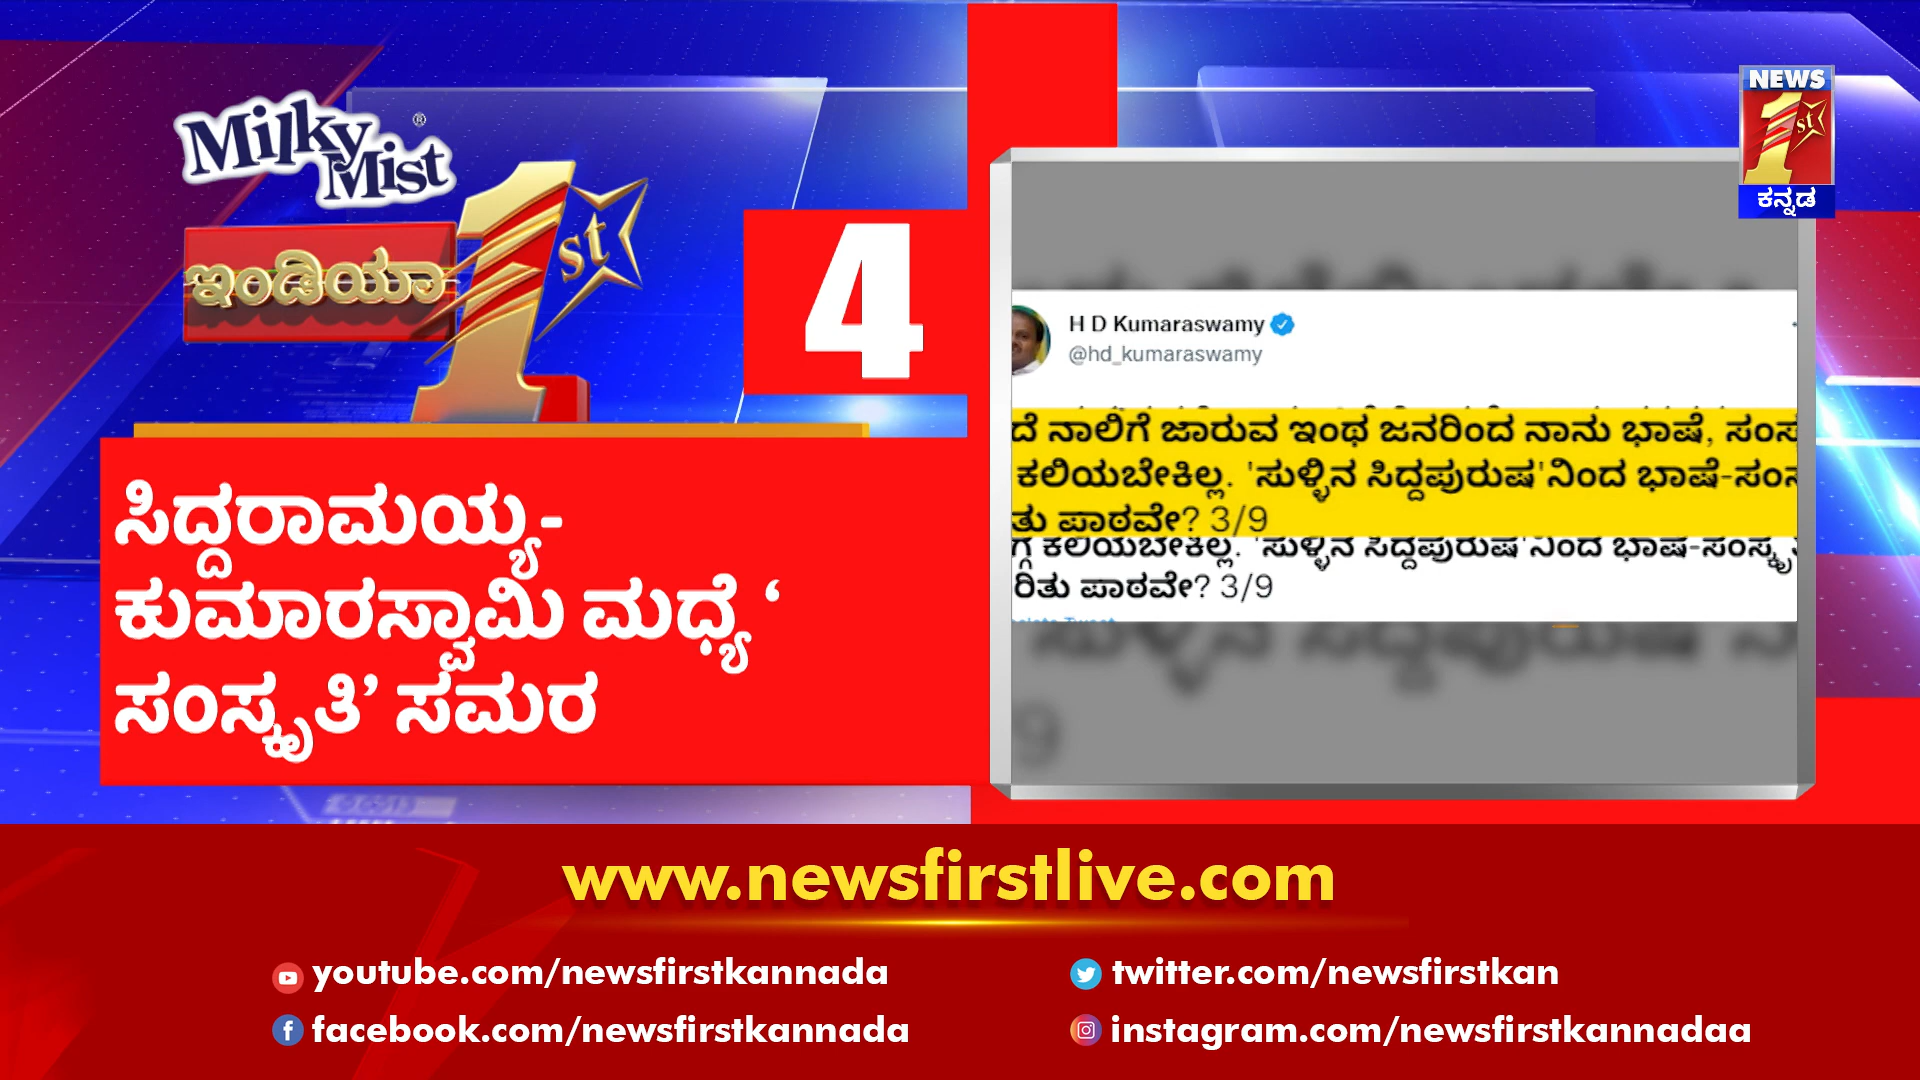 Milky Mist ®
ಇಂಡಿಯಾ 1st
4
NEWS 1st
ಕನ್ನಡ
H D Kumaraswamy
@hd_kumaraswamy
ದೆ ನಾಲಿಗೆ ಜಾರುವ ಇಂಥ ಜನರಿಂದ ನಾನು ಭಾಷೆ, ಸಂಸ
ಕಲಿಯಬೇಕಿಲ್ಲ. 'ಸುಳ್ಳಿನ ಸಿದ್ದಪುರುಷ'ನಿಂದ ಭಾಷೆ-ಸಂಸ
ತು ಪಾಠವೇ? 3/9
ಗ್ಗೆ ಕಲಿಯಬೇಕಿಲ್ಲ. 'ಸುಳ್ಳಿನ ಸಿದ್ದಪುರುಷ'ನಿಂದ ಭಾಷೆ-ಸಂಸ್ಕೃ
ರಿತು ಪಾಠವೇ? 3/9
ಸಿದ್ದರಾಮಯ್ಯ-
ಕುಮಾರಸ್ವಾಮಿ ಮಧ್ಯೆ ‘
ಸಂಸ್ಕೃತಿ’ ಸಮರ
www.newsfirstlive.com
youtube.com/newsfirstkannada
twitter.com/newsfirstkan
facebook.com/newsfirstkannada
instagram.com/newsfirstkannadaa